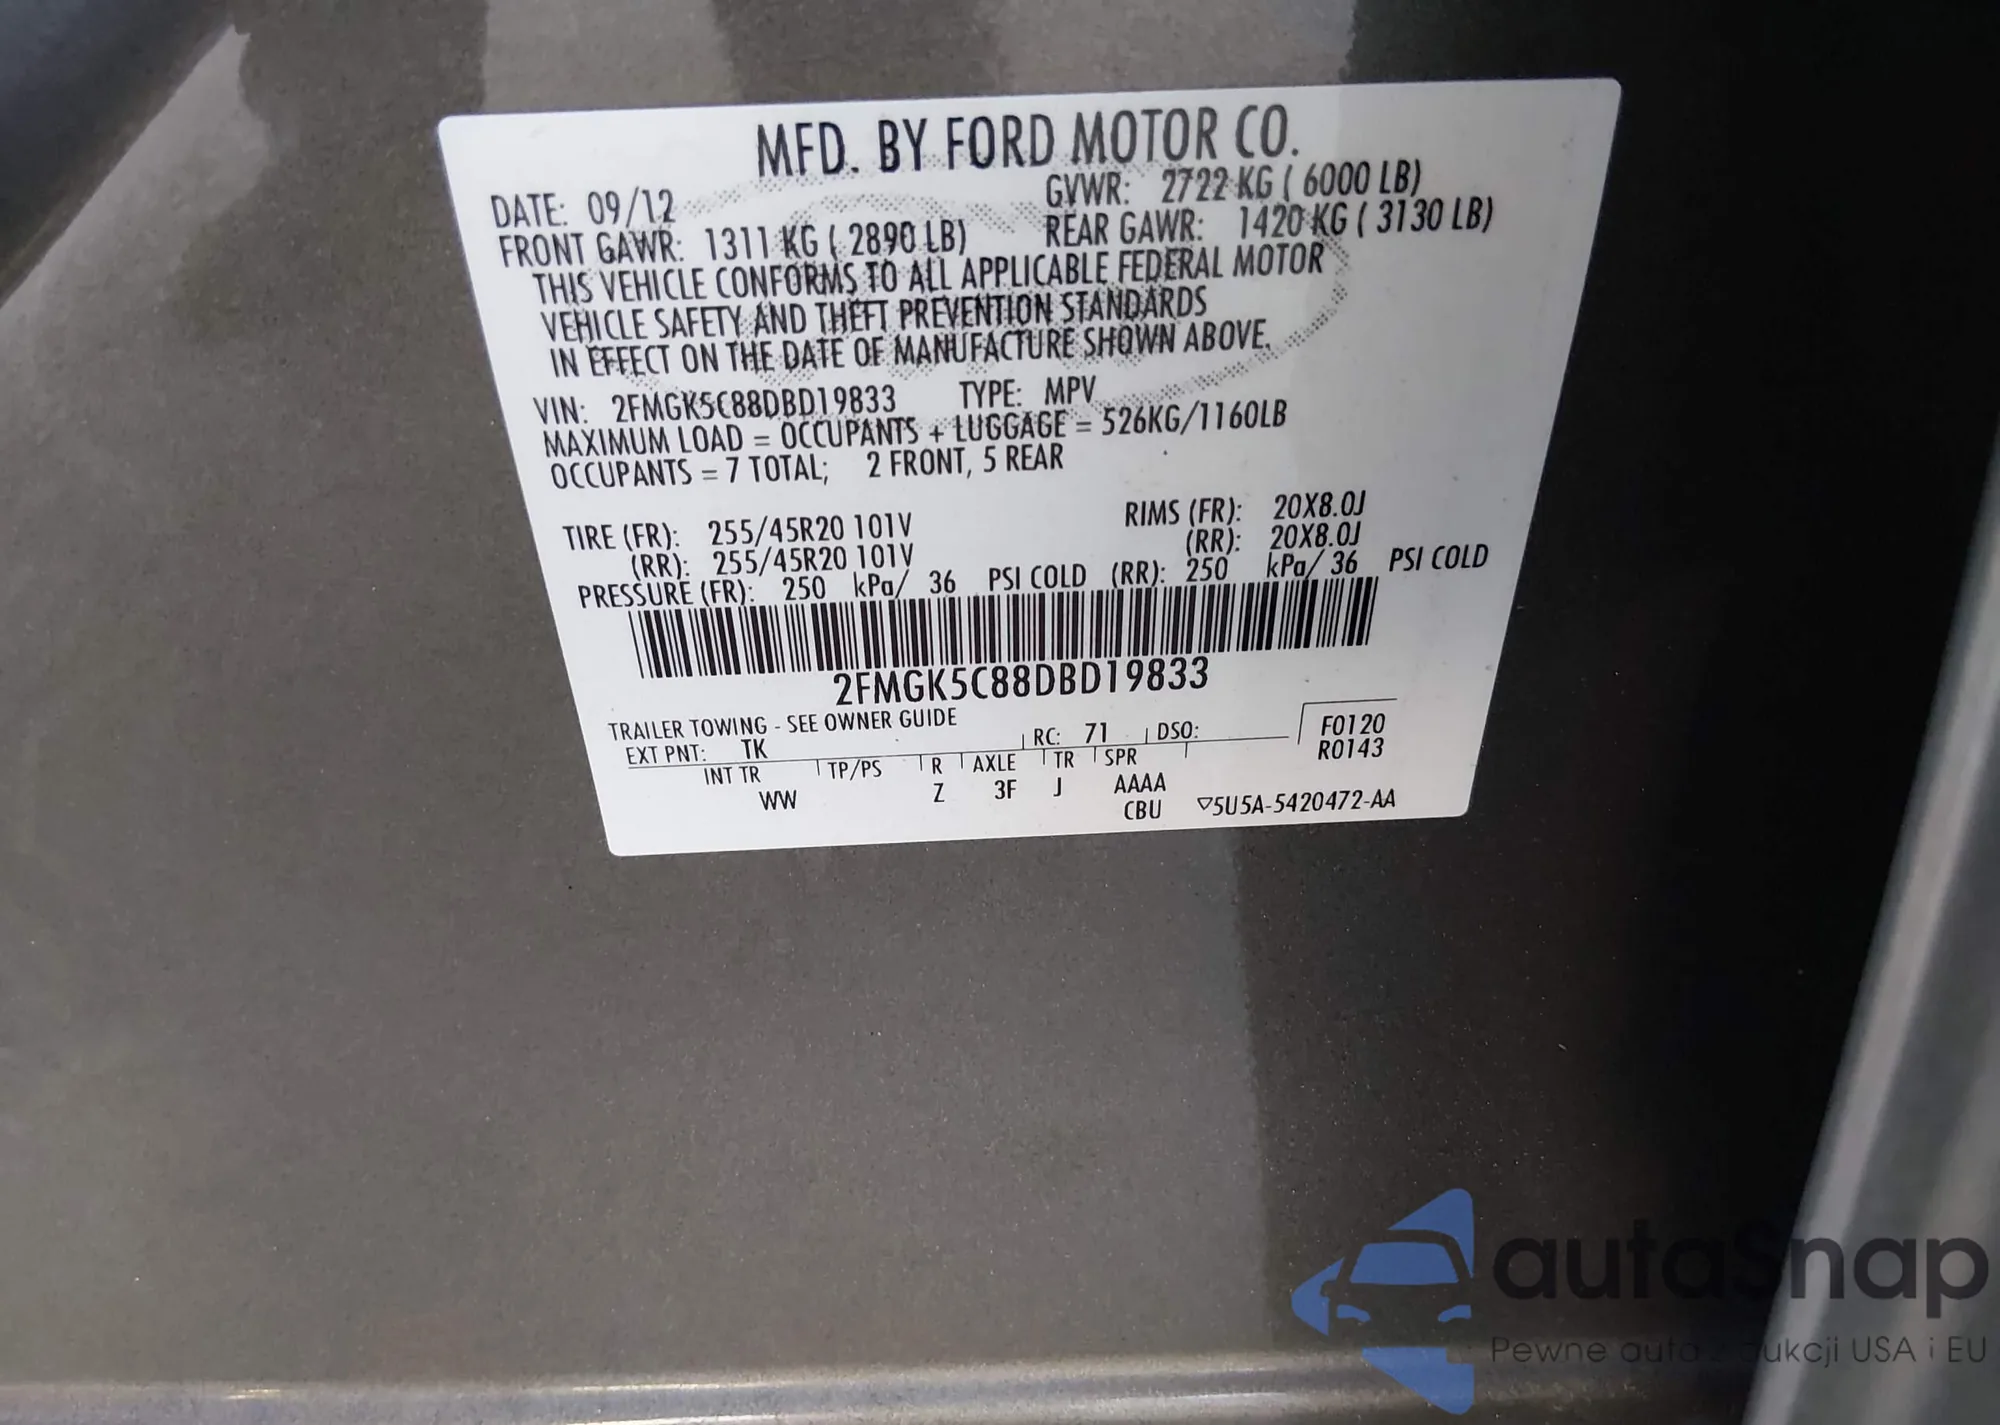 MFD. BY FORD MOTOR CO.
DATE: 09/12 GVWR: 2722 KG ( 6000 LB)
FRONT GAWR: 1311 KG ( 2890 LB) REAR GAWR: 1420 KG ( 3130 LB)
THIS VEHICLE CONFORMS TO ALL APPLICABLE FEDERAL MOTOR
VEHICLE SAFETY AND THEFT PREVENTION STANDARDS
IN EFFECT ON THE DATE OF MANUFACTURE SHOWN ABOVE.
VIN: 2FMGK5C88DBD19833 TYPE: MPV
MAXIMUM LOAD = OCCUPANTS + LUGGAGE = 526KG/1160LB
OCCUPANTS = 7 TOTAL; 2 FRONT, 5 REAR
TIRE (FR): 255/45R20 101V RIMS (FR): 20X8.0J
(RR): 255/45R20 101V (RR): 20X8.0J
PRESSURE (FR): 250 kPa/ 36 PSI COLD (RR): 250 kPa/ 36 PSI COLD
2FMGK5C88DBD19833
TRAILER TOWING - SEE OWNER GUIDE
EXT PNT: TK RC: 71 DSO: F0120
R0143
INT TR TP/PS R AXLE TR SPR
WW Z 3F J AAAA
CBU ▽5U5A-5420472-AA
autaSnap
Pewne auta z aukcji USA i EU